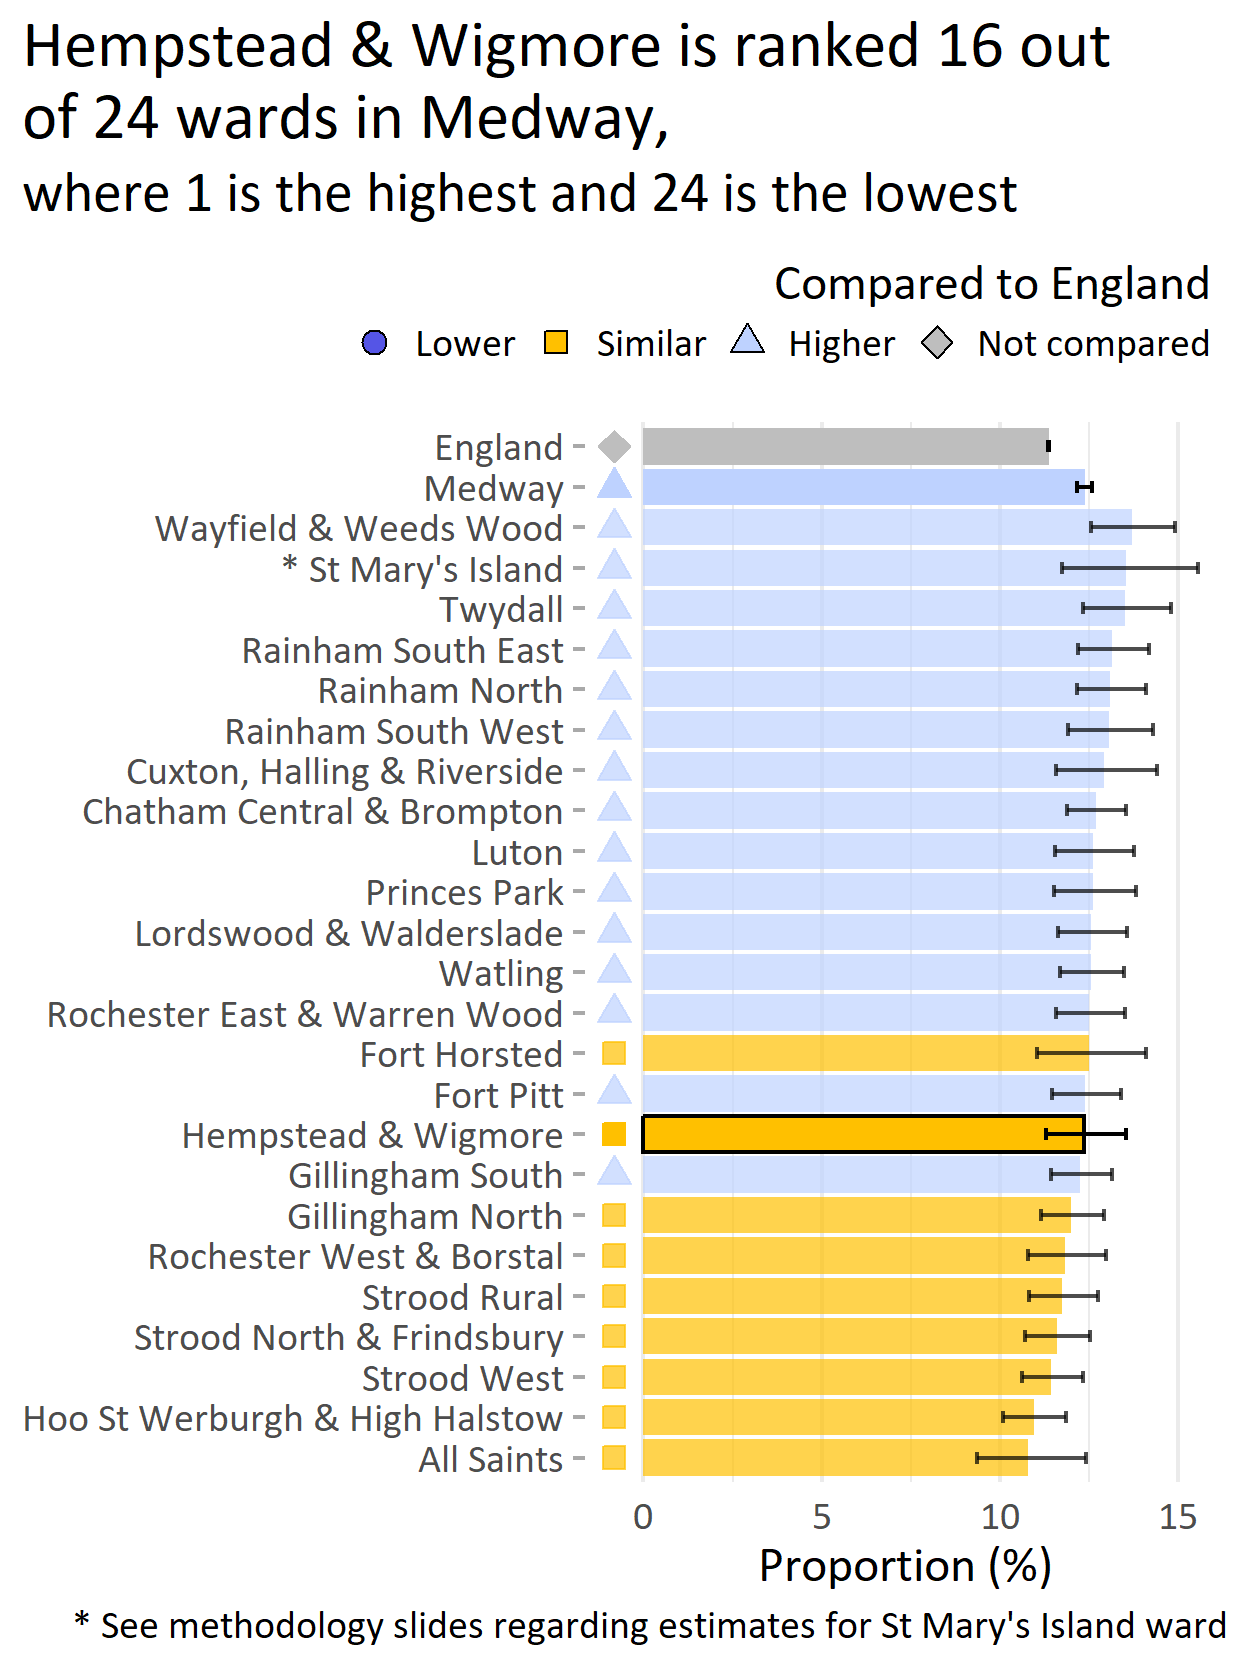 Hempstead & Wigmore is ranked 16 out
of 24 wards in Medway,
where 1 is the highest and 24 is the lowest
Compared to England
Lower Similar Higher Not compared
England
Medway
Wayfield & Weeds Wood
* St Mary's Island
Twydall
Rainham South East
Rainham North
Rainham South West
Cuxton, Halling & Riverside
Chatham Central & Brompton
Luton
Princes Park
Lordswood & Walderslade
Watling
Rochester East & Warren Wood
Fort Horsted
Fort Pitt
Hempstead & Wigmore
Gillingham South
Gillingham North
Rochester West & Borstal
Strood Rural
Strood North & Frindsbury
Strood West
Hoo St Werburgh & High Halstow
All Saints
0 5 10 15
Proportion (%)
* See methodology slides regarding estimates for St Mary's Island ward